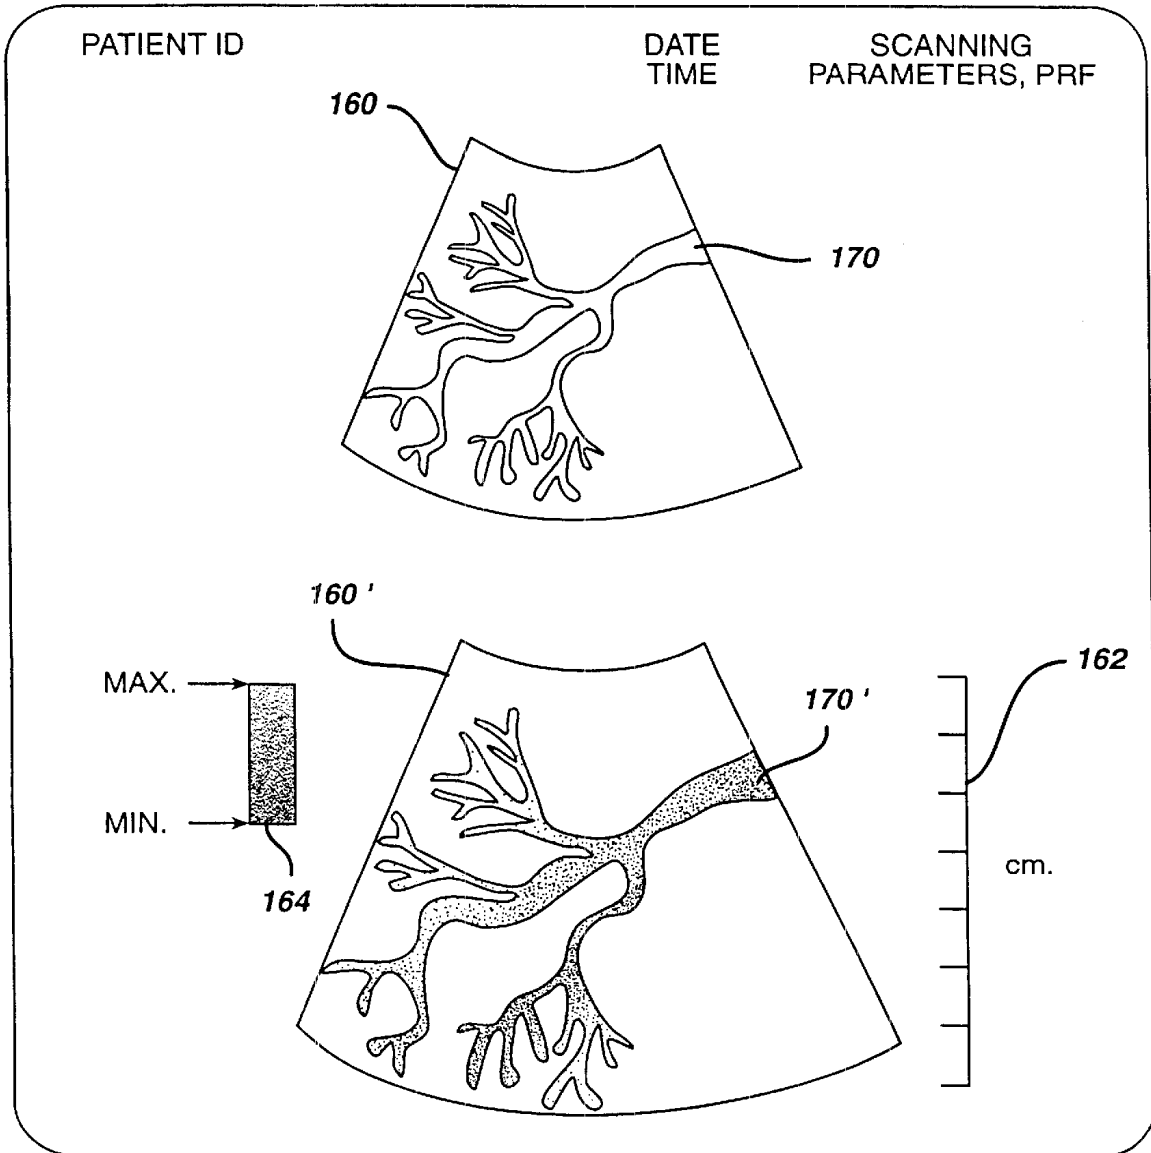 PATIENT ID
DATE
TIME
SCANNING
PARAMETERS, PRF
160
170
160 '
162
MAX.
170 '
MIN.
cm.
164